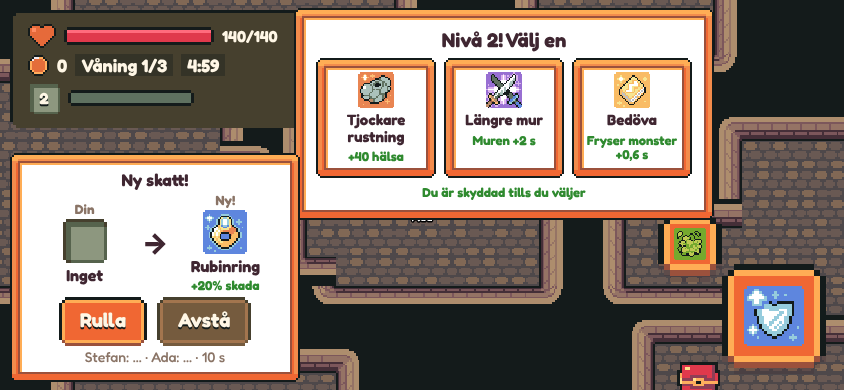 140/140
0 Våning 1/3 4:59
2
Nivå 2! Välj en
Tjockare rustning
+40 hälsa
Längre mur
Muren +2 s
Bedöva
Fryser monster
+0,6 s
Du är skyddad tills du väljer
Ny skatt!
Din
Inget
Ny!
Rubinring
+20% skada
Rulla
Avstå
Stefan: ... · Ada: ... · 10 s